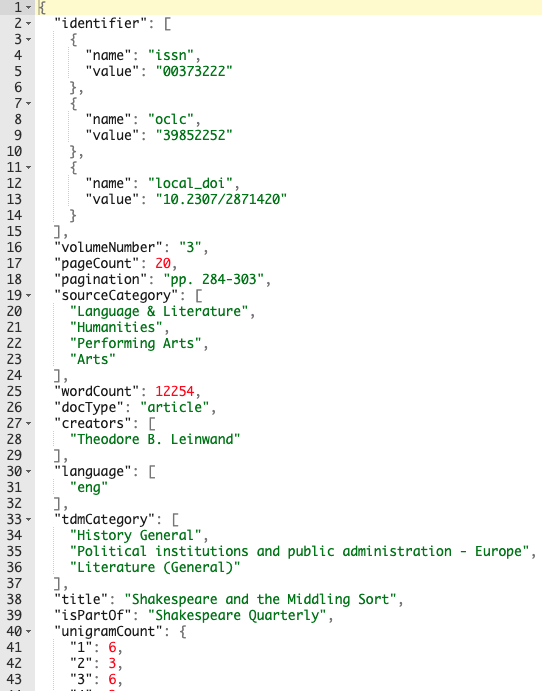 1 {
2 "identifier": [
3 {
4 "name": "issn",
5 "value": "00373222"
6 },
7 {
8 "name": "oclc",
9 "value": "39852252"
10 },
11 {
12 "name": "local_doi",
13 "value": "10.2307/2871420"
14 }
15 ],
16 "volumeNumber": "3",
17 "pageCount": 20,
18 "pagination": "pp. 284-303",
19 "sourceCategory": [
20 "Language & Literature",
21 "Humanities",
22 "Performing Arts",
23 "Arts"
24 ],
25 "wordCount": 12254,
26 "docType": "article",
27 "creators": [
28 "Theodore B. Leinwand"
29 ],
30 "language": [
31 "eng"
32 ],
33 "tdmCategory": [
34 "History General",
35 "Political institutions and public administration - Europe",
36 "Literature (General)"
37 ],
38 "title": "Shakespeare and the Middling Sort",
39 "isPartOf": "Shakespeare Quarterly",
40 "unigramCount": {
41 "1": 6,
42 "2": 3,
43 "3": 6,